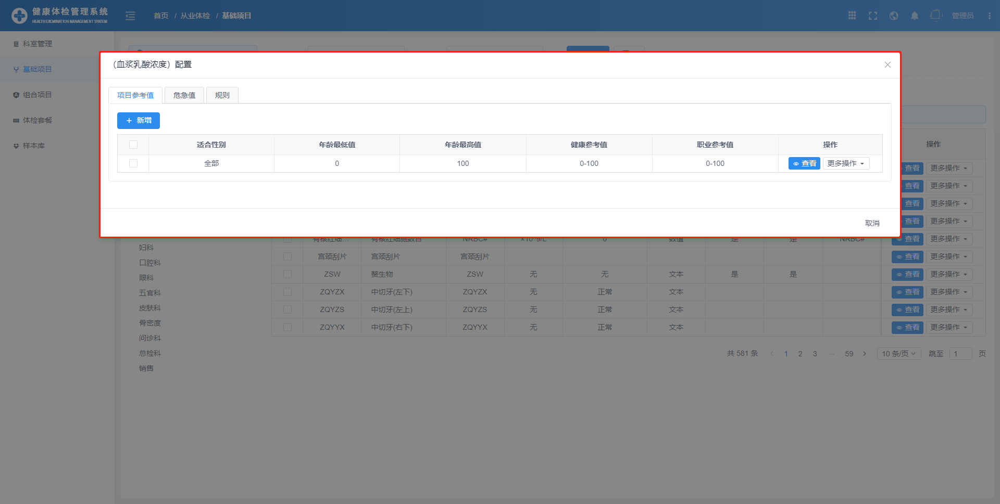 健康体检管理系统
HEALTH EXCMINATION MANAGEMENT SYATEM
首页 / 从业体检 / 基础项目
管理员
科室管理
基础项目
组合项目
体检套餐
样本库
（血浆乳酸浓度）配置
项目参考值 危急值 规则
+ 新增
适合性别 年龄最低值 年龄最高值 健康参考值 职业参考值 操作
全部 0 100 0-100 0-100 查看 更多操作
取消
操作
查看 更多操作
查看 更多操作
查看 更多操作
查看 更多操作
有核红细... 有核红细胞数目 NRBC# ×10^9/L 0 数值 是 是 NRBC# 查看 更多操作
宫颈刮片 宫颈刮片 宫颈刮片 查看 更多操作
ZSW 赘生物 ZSW 无 无 文本 是 是 查看 更多操作
ZQYZX 中切牙(左下) ZQYZX 无 正常 文本 查看 更多操作
ZQYZS 中切牙(左上) ZQYZS 无 正常 文本 查看 更多操作
ZQYYX 中切牙(右下) ZQYYX 无 正常 文本 查看 更多操作
妇科
口腔科
眼科
五官科
皮肤科
骨密度
问诊科
总检科
销售
共 581 条 < 1 2 3 ··· 59 > 10 条/页 跳至 1 页